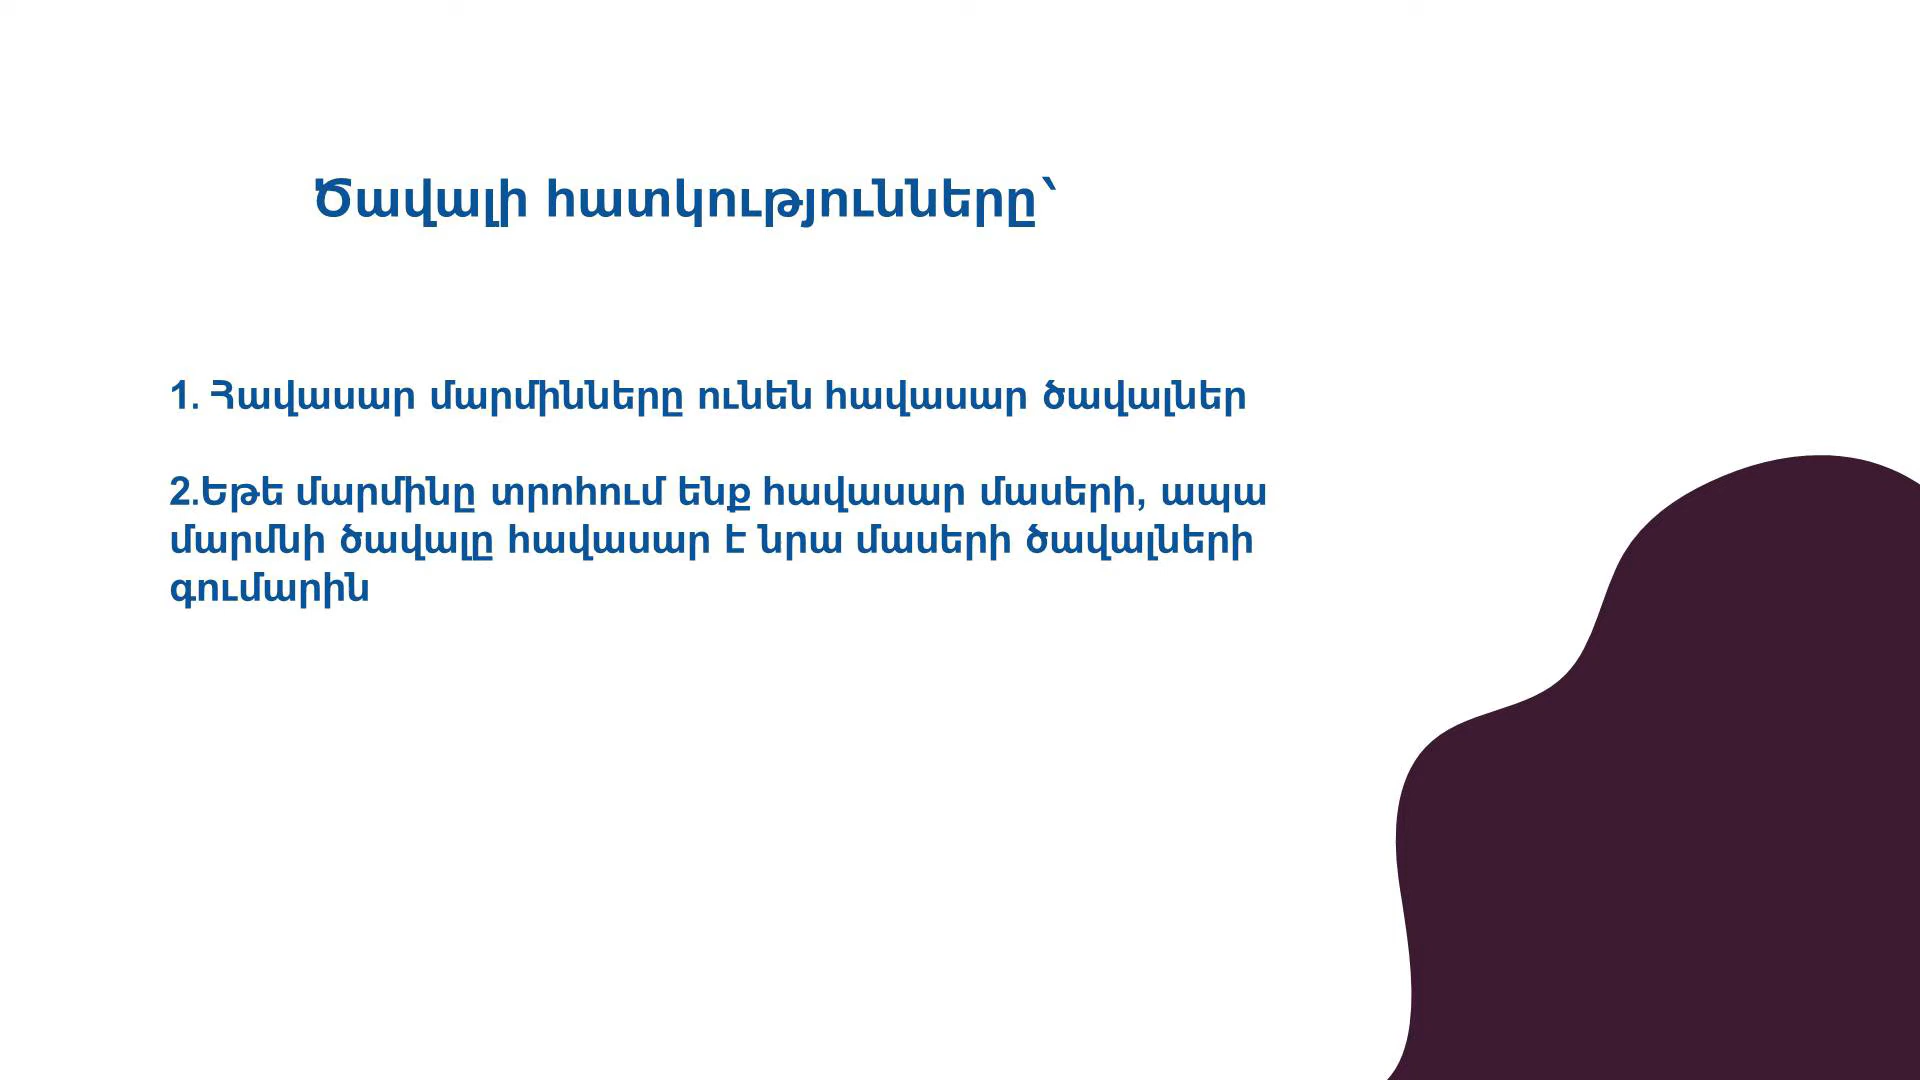 Ծավալի հատկությունները՝
1. Հավասար մարմինները ունեն հավասար ծավալներ
2.Եթե մարմինը տրոհում ենք հավասար մասերի, ապա
մարմնի ծավալը հավասար է նրա մասերի ծավալների
գումարին